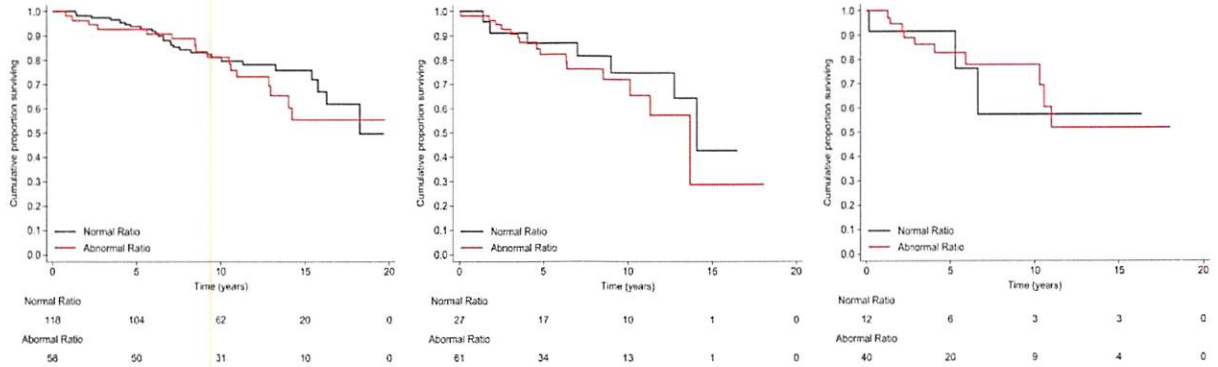 1.0
0.9
0.8
0.7
0.6
0.5
0.4
0.3
0.2
0.1
0.0
Cumulative proportion surviving
Normal Ratio
Abnormal Ratio
0 5 10 15 20
Time (years)
Normal Ratio
118 104 62 20 0
Abormal Ratio
58 50 31 10 0
1.0
0.9
0.8
0.7
0.6
0.5
0.4
0.3
0.2
0.1
0.0
Cumulative proportion surviving
Normal Ratio
Abnormal Ratio
0 5 10 15 20
Time (years)
Normal Ratio
27 17 10 1 0
Abormal Ratio
61 34 13 1 0
1.0
0.9
0.8
0.7
0.6
0.5
0.4
0.3
0.2
0.1
0.0
Cumulative proportion surviving
Normal Ratio
Abnormal Ratio
0 5 10 15 20
Time (years)
Normal Ratio
12 6 3 3 0
Abormal Ratio
40 20 9 4 0